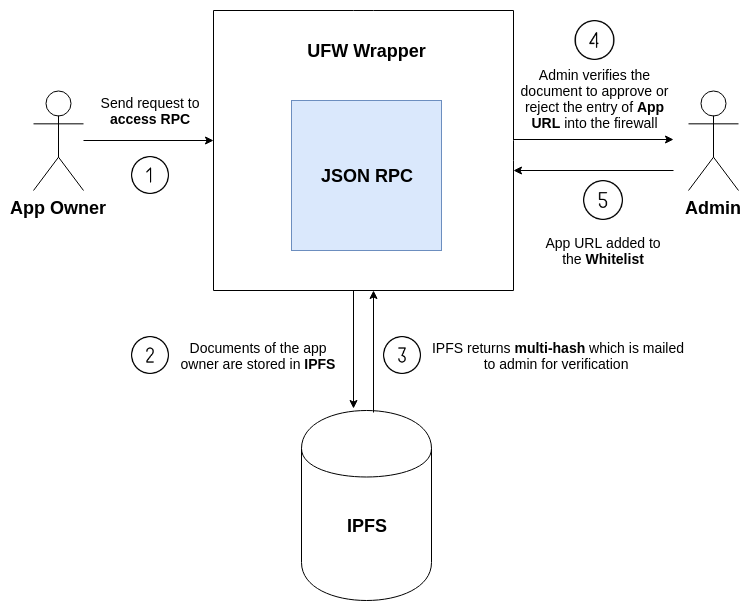 UFW Wrapper
4
Admin verifies the
document to approve or
reject the entry of App
URL into the firewall
Send request to
access RPC
1
JSON RPC
App Owner
Admin
5
App URL added to
the Whitelist
2
Documents of the app
owner are stored in IPFS
3
IPFS returns multi-hash which is mailed
to admin for verification
IPFS